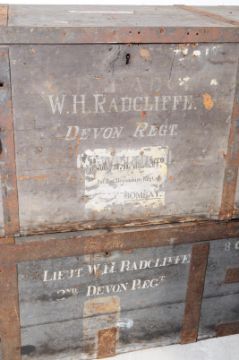 W.H. RADCLIFFE.
DEVON REGT.
BOMBAY.
LIEUT W.H RADCLIFFE
2ND DEVON REGT